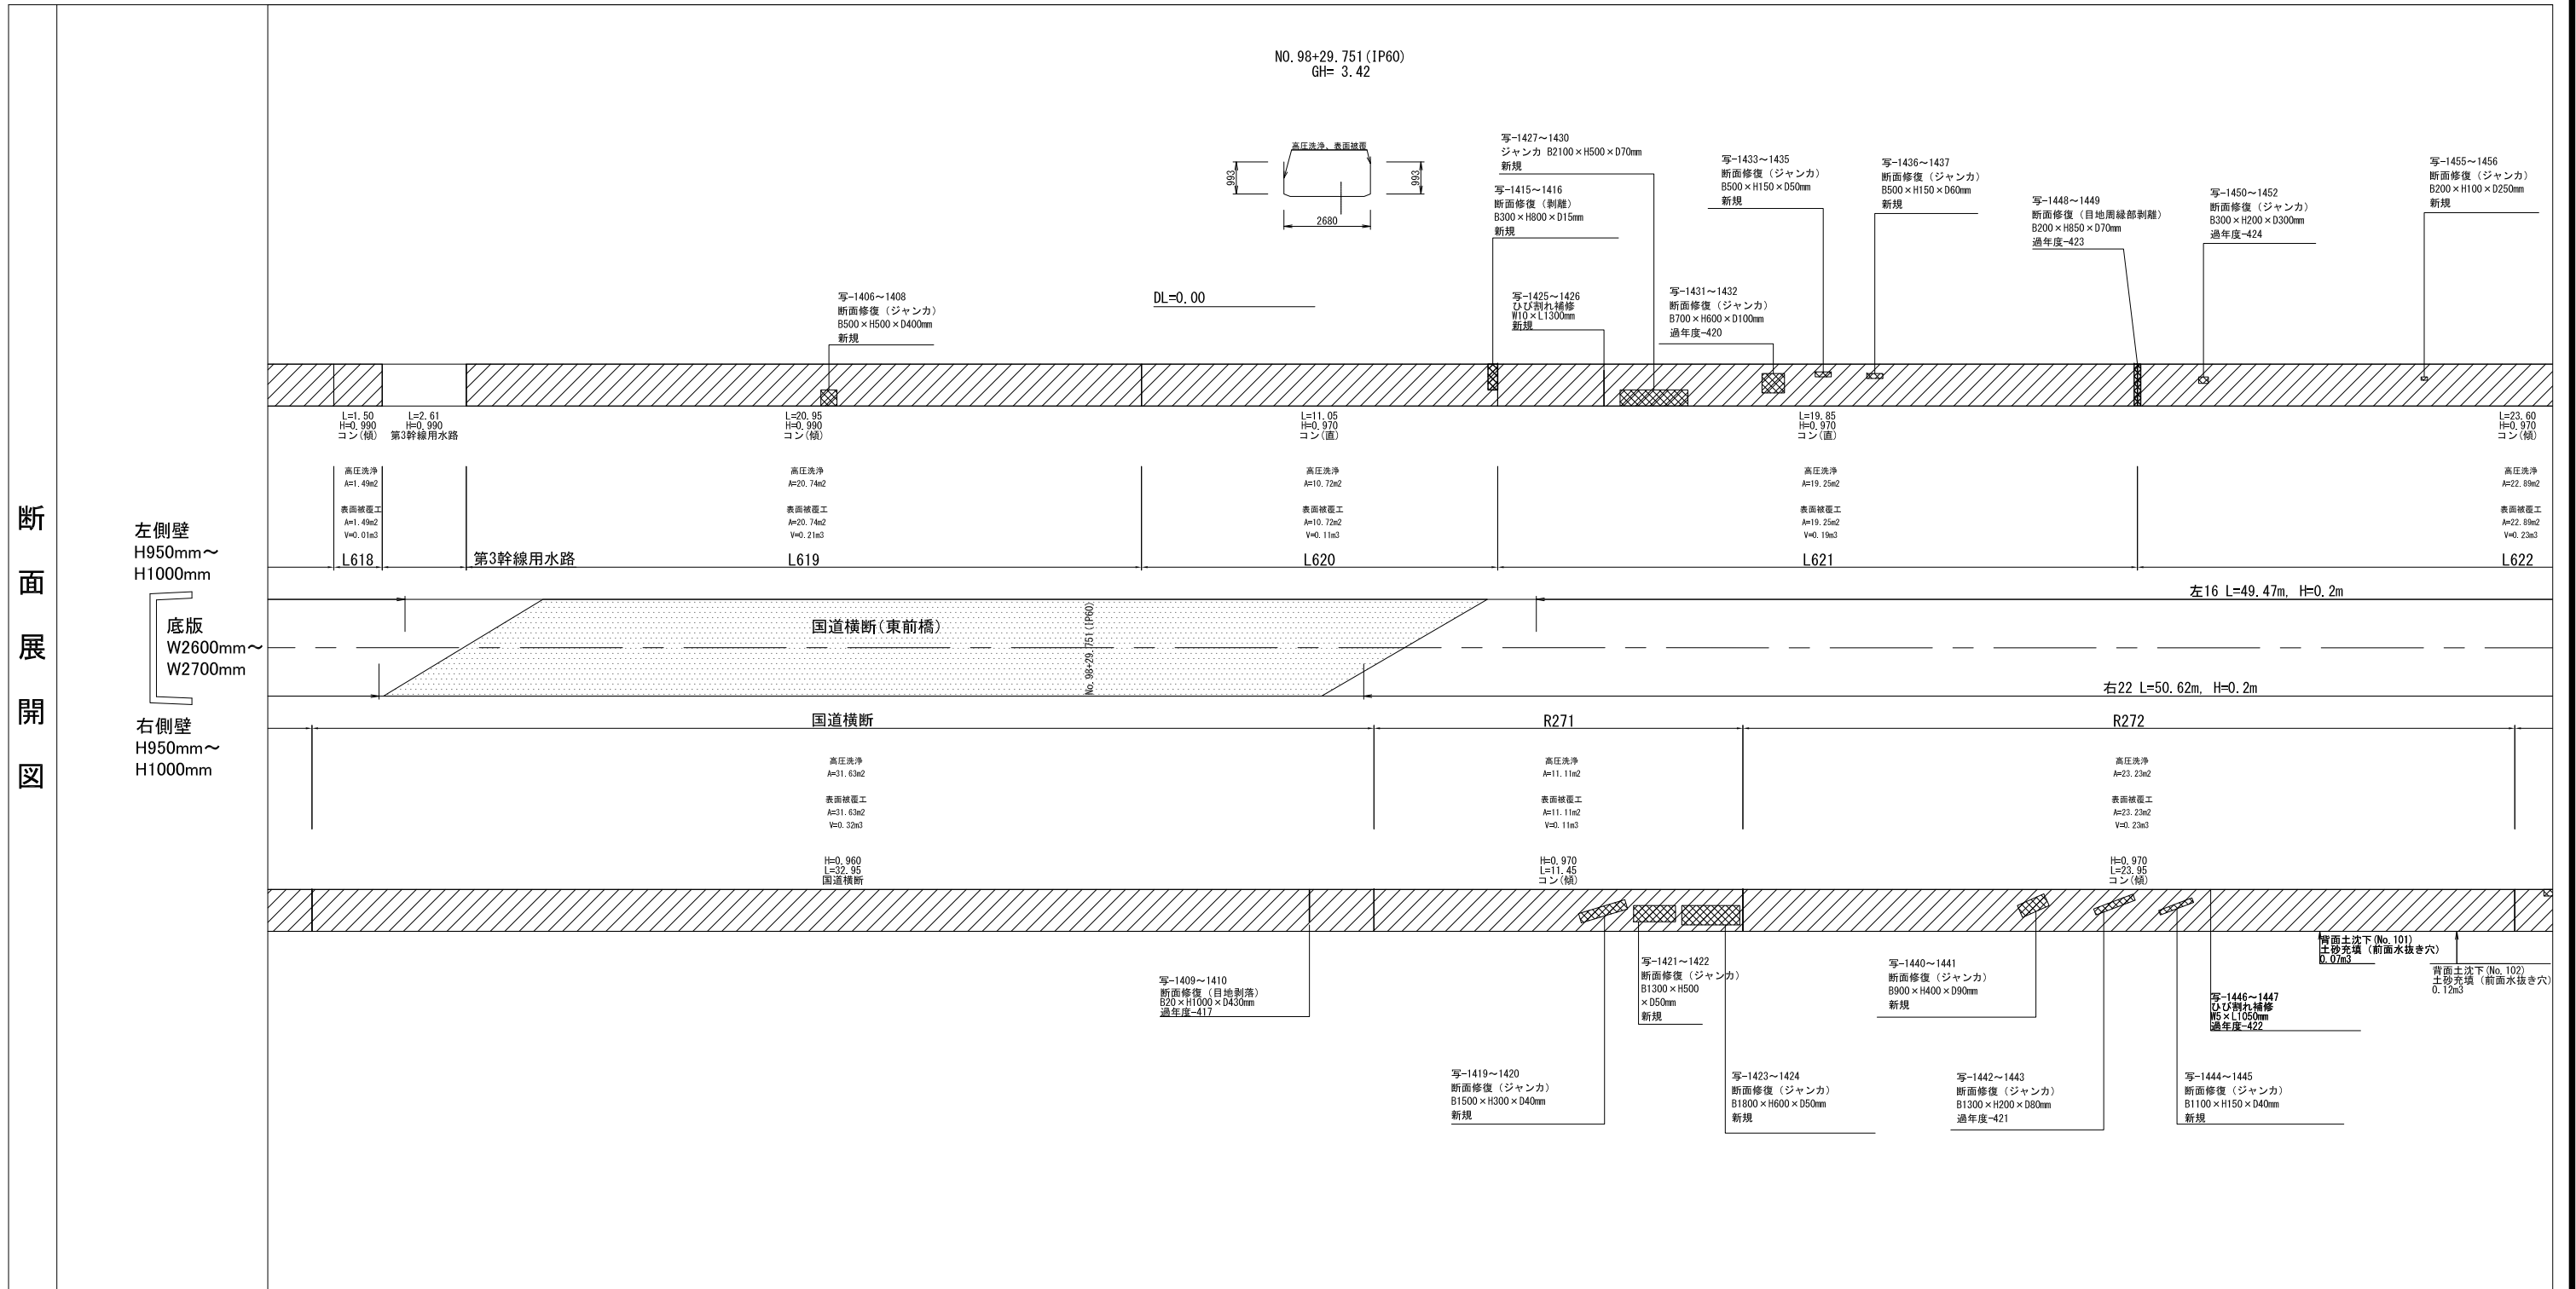 断面展開図
NO.98+29.751(IP60)
GH= 3.42
高圧洗浄、表面被覆
993
993
2680
DL=0.00
写-1406～1408
断面修復（ジャンカ）
B500×H500×D400mm
新規
写-1427～1430
ジャンカ B2100×H500×D70mm
新規
写-1415～1416
断面修復（剥離）
B300×H800×D15mm
新規
写-1425～1426
ひび割れ補修
W10×L1300mm
新規
写-1431～1432
断面修復（ジャンカ）
B700×H600×D100mm
過年度-420
写-1433～1435
断面修復（ジャンカ）
B500×H150×D50mm
新規
写-1436～1437
断面修復（ジャンカ）
B500×H150×D60mm
新規
写-1448～1449
断面修復（目地周縁部剥離）
B200×H850×D70mm
過年度-423
写-1450～1452
断面修復（ジャンカ）
B300×H200×D300mm
過年度-424
写-1455～1456
断面修復（ジャンカ）
B200×H100×D250mm
新規
L=1.50
H=0.990
コン(傾)
L=2.61
H=0.990
第3幹線用水路
L=20.95
H=0.990
コン(傾)
L=11.05
H=0.970
コン(直)
L=19.85
H=0.970
コン(直)
L=23.60
H=0.970
コン(傾)
高圧洗浄
A=1.49m2
表面被覆工
A=1.49m2
V=0.01m3
高圧洗浄
A=20.74m2
表面被覆工
A=20.74m2
V=0.21m3
高圧洗浄
A=10.72m2
表面被覆工
A=10.72m2
V=0.11m3
高圧洗浄
A=19.25m2
表面被覆工
A=19.25m2
V=0.19m3
高圧洗浄
A=22.89m2
表面被覆工
A=22.89m2
V=0.23m3
L618
第3幹線用水路
L619
L620
L621
L622
左側壁
H950mm～
H1000mm
底版
W2600mm～
W2700mm
右側壁
H950mm～
H1000mm
左16 L=49.47m, H=0.2m
国道横断(東前橋)
No.98+29.751(IP60)
右22 L=50.62m, H=0.2m
国道横断
R271
R272
高圧洗浄
A=31.63m2
表面被覆工
A=31.63m2
V=0.32m3
高圧洗浄
A=11.11m2
表面被覆工
A=11.11m2
V=0.11m3
高圧洗浄
A=23.23m2
表面被覆工
A=23.23m2
V=0.23m3
H=0.960
L=32.95
国道横断
H=0.970
L=11.45
コン(傾)
H=0.970
L=23.95
コン(傾)
写-1409～1410
断面修復（目地剥落）
B20×H1000×D430mm
過年度-417
写-1419～1420
断面修復（ジャンカ）
B1500×H300×D40mm
新規
写-1421～1422
断面修復（ジャンカ）
B1300×H500
×D50mm
新規
写-1423～1424
断面修復（ジャンカ）
B1800×H600×D50mm
新規
写-1440～1441
断面修復（ジャンカ）
B900×H400×D90mm
新規
写-1442～1443
断面修復（ジャンカ）
B1300×H200×D80mm
過年度-421
写-1444～1445
断面修復（ジャンカ）
B1100×H150×D40mm
新規
写-1446～1447
ひび割れ補修
W5×L1050mm
過年度-422
背面土沈下(No.101)
土砂充填（前面水抜き穴）
0.07m3
背面土沈下(No.102)
土砂充填（前面水抜き穴）
0.12m3